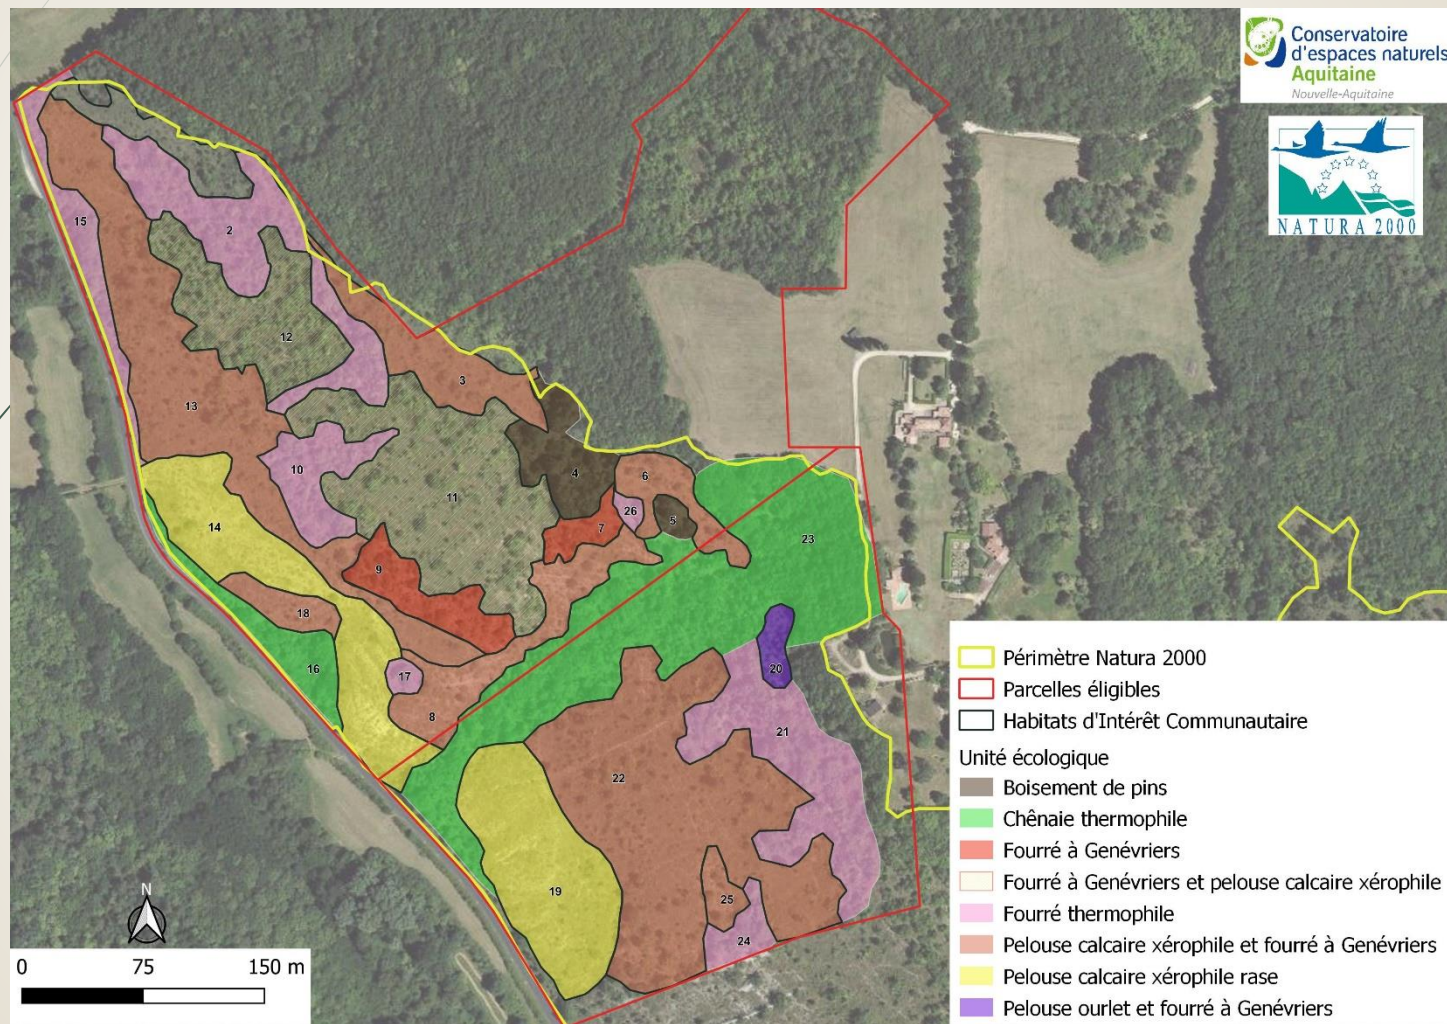 Conservatoire
d'espaces naturels
Aquitaine
Nouvelle-Aquitaine
NATURA 2000
15
2
12
3
13
10
11
4
6
26
5
7
14
9
23
18
16
17
8
20
21
22
19
25
24
N
0 75 150 m
Périmètre Natura 2000
Parcelles éligibles
Habitats d'Intérêt Communautaire
Unité écologique
Boisement de pins
Chênaie thermophile
Fourré à Genévriers
Fourré à Genévriers et pelouse calcaire xérophile
Fourré thermophile
Pelouse calcaire xérophile et fourré à Genévriers
Pelouse calcaire xérophile rase
Pelouse ourlet et fourré à Genévriers